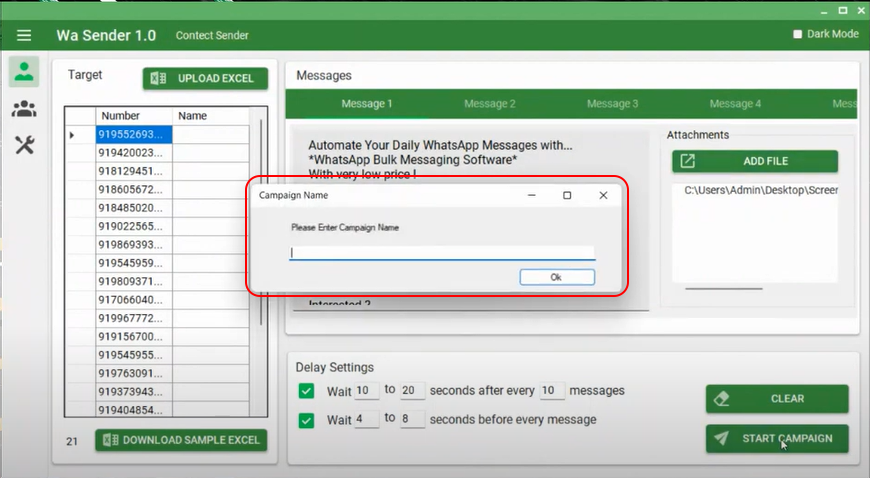 Wa Sender 1.0
Contect Sender
Dark Mode
Target
UPLOAD EXCEL
Number Name
919552693...
919420023...
918129451...
918605672...
918485020...
919022565...
919869393...
919545959...
919809371...
917066040...
919967772...
919156700...
919545955...
919763091...
919373943...
919404854...
21
DOWNLOAD SAMPLE EXCEL
Messages
Message 1 Message 2 Message 3 Message 4 Mess
Automate Your Daily WhatsApp Messages with...
*WhatsApp Bulk Messaging Software*
With very low price !
Interested ?
Attachments
ADD FILE
C:\Users\Admin\Desktop\Screer
Campaign Name
Please Enter Campaign Name
Ok
Delay Settings
Wait 10 to 20 seconds after every 10 messages
Wait 4 to 8 seconds before every message
CLEAR
START CAMPAIGN